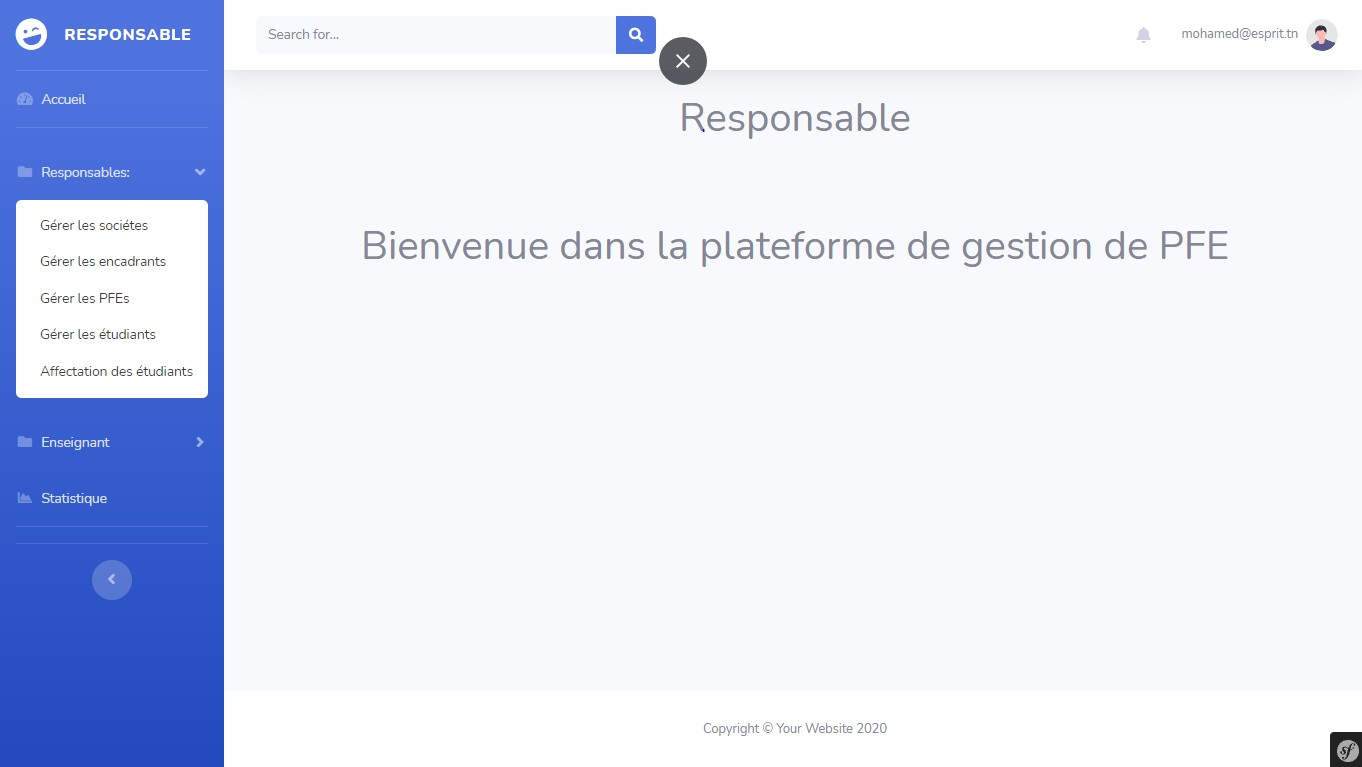 RESPONSABLE
Search for...
mohamed@esprit.tn
Accueil
Responsables:
Gérer les sociétes
Gérer les encadrants
Gérer les PFEs
Gérer les étudiants
Affectation des étudiants
Enseignant
Statistique
Responsable
Bienvenue dans la plateforme de gestion de PFE
Copyright © Your Website 2020
sf